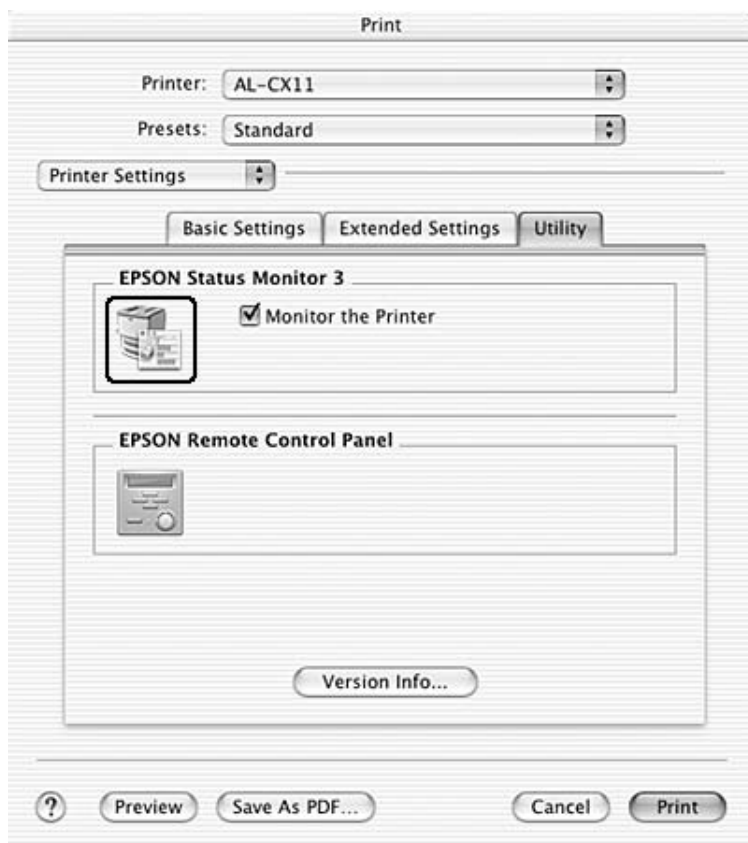 Print
Printer: AL-CX11
Presets: Standard
Printer Settings
Basic Settings Extended Settings Utility
EPSON Status Monitor 3
Monitor the Printer
EPSON Remote Control Panel
Version Info...
? Preview Save As PDF... Cancel Print